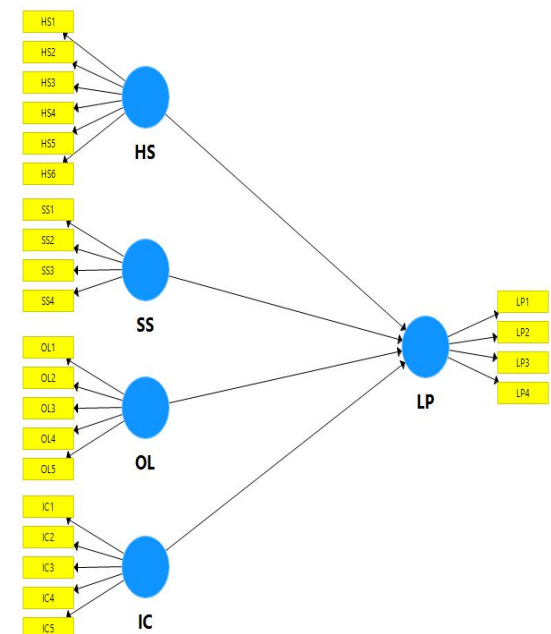 HS1
HS2
HS3
HS4
HS5
HS6
HS
SS1
SS2
SS3
SS4
SS
OL1
OL2
OL3
OL4
OL5
OL
IC1
IC2
IC3
IC4
IC5
IC
LP1
LP2
LP3
LP4
LP